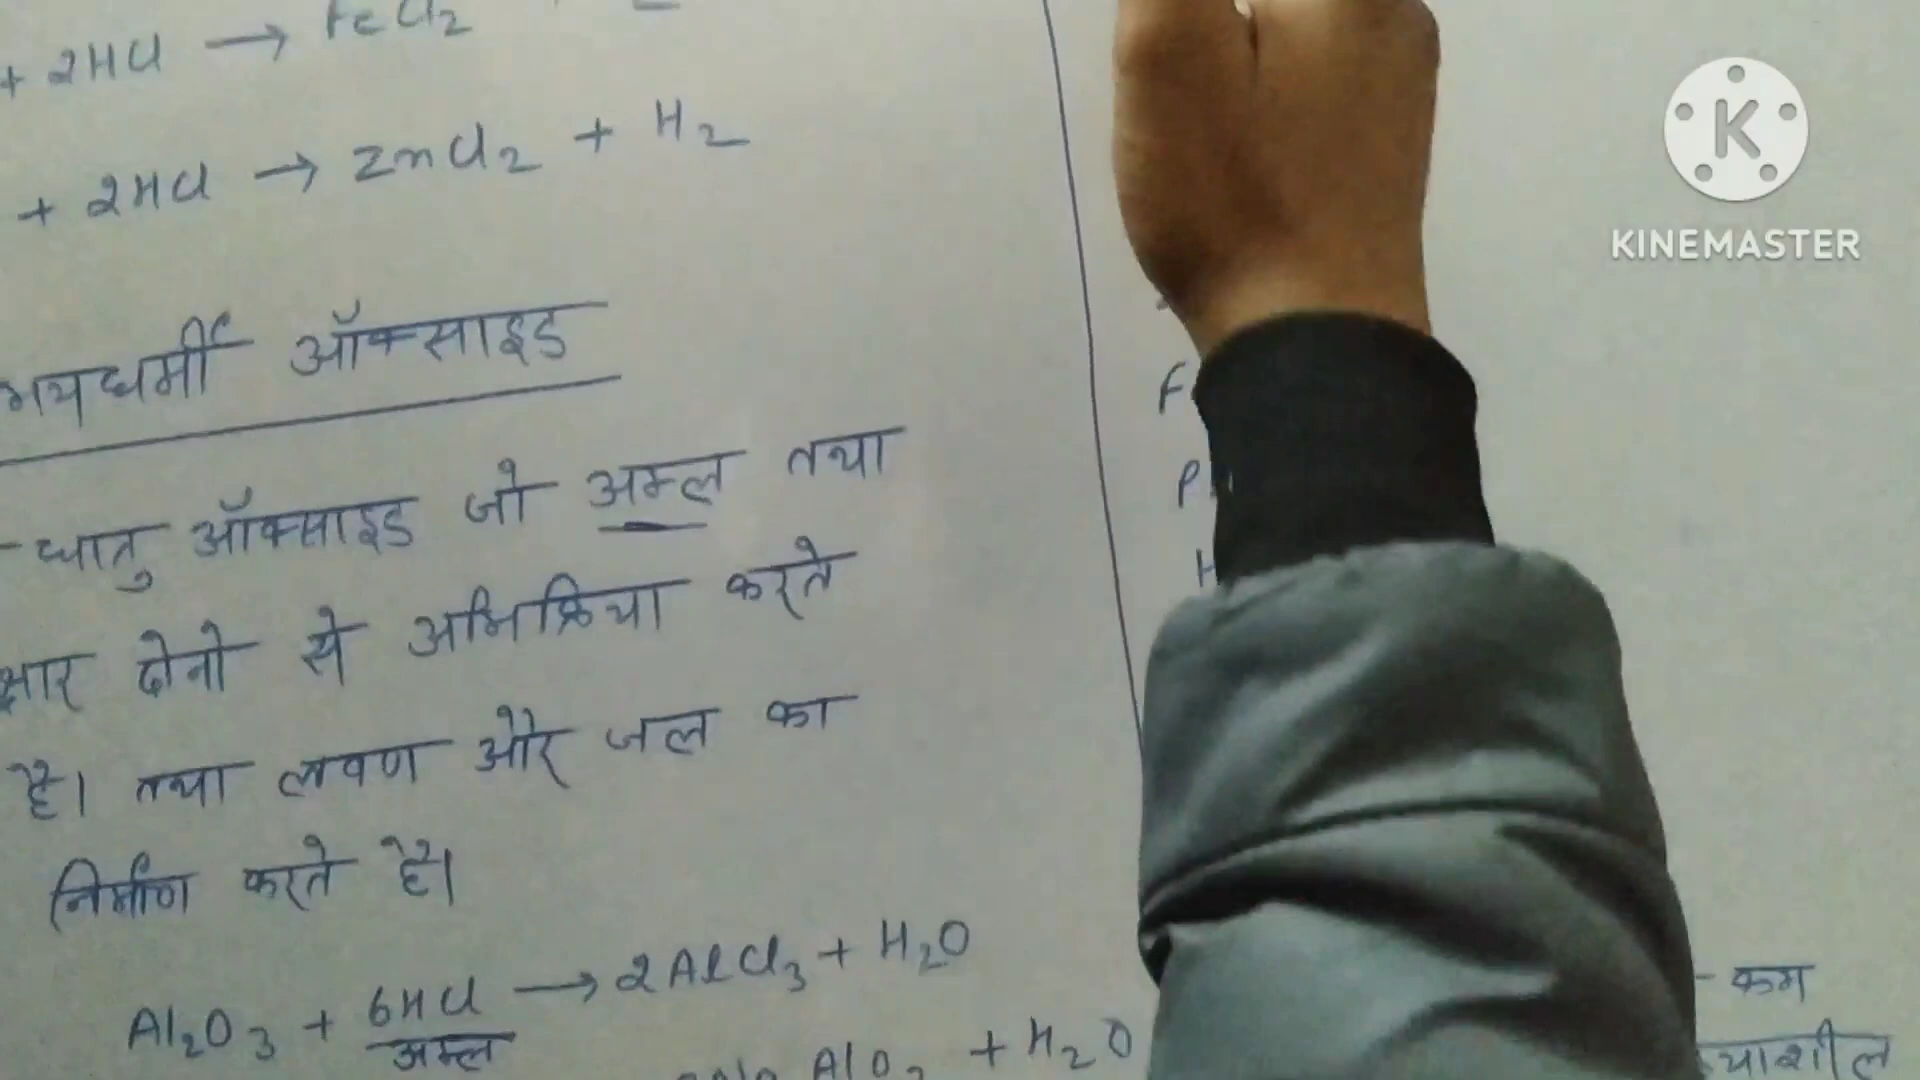 + 2HCl → FeCl2
+ 2HCl → ZnCl2 + H2
भयधर्मी ऑक्साइड
- धातु ऑक्साइड जो अम्ल तथा
क्षार दोनो से अभिक्रिया करते
है। तथा लवण और जल का
निर्माण करते है।
Al2O3 + 6HCl → 2AlCl3 + H2O
अम्ल
AlO2 + H2O
F
P
H
- कम
याशील
KINEMASTER